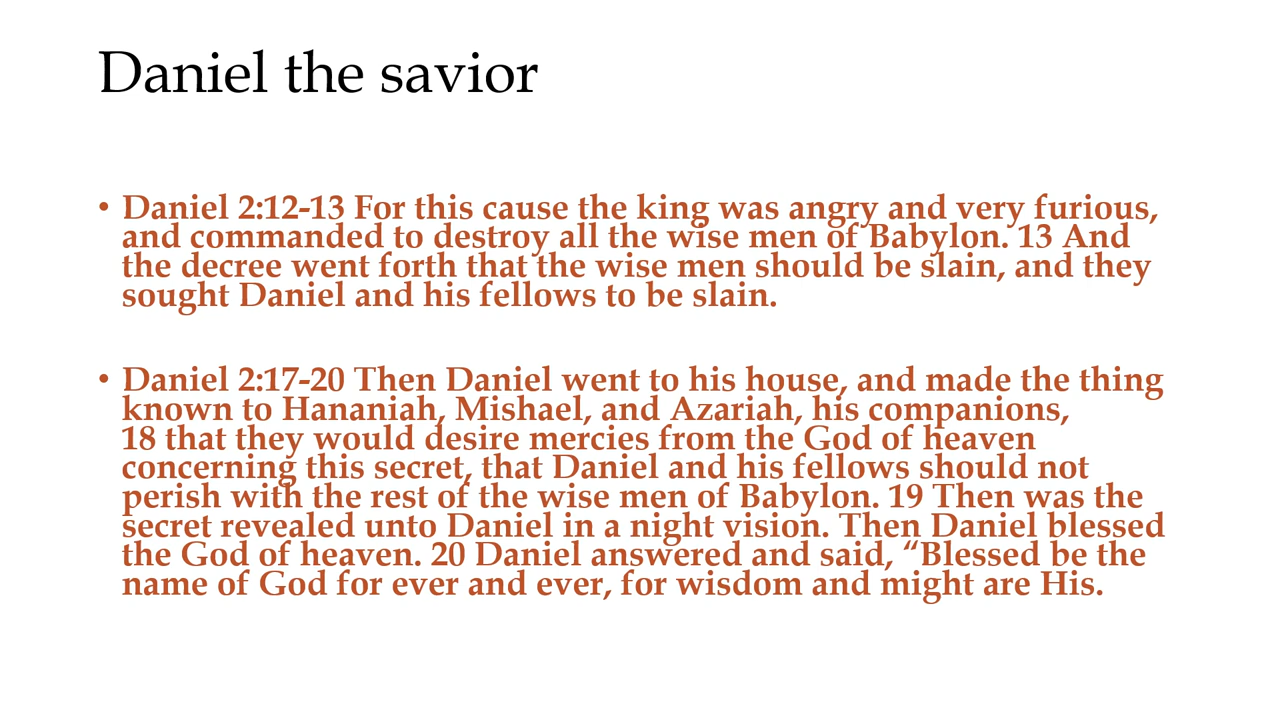 Daniel the savior
• Daniel 2:12-13 For this cause the king was angry and very furious,
and commanded to destroy all the wise men of Babylon. 13 And
the decree went forth that the wise men should be slain, and they
sought Daniel and his fellows to be slain.
• Daniel 2:17-20 Then Daniel went to his house, and made the thing
known to Hananiah, Mishael, and Azariah, his companions,
18 that they would desire mercies from the God of heaven
concerning this secret, that Daniel and his fellows should not
perish with the rest of the wise men of Babylon. 19 Then was the
secret revealed unto Daniel in a night vision. Then Daniel blessed
the God of heaven. 20 Daniel answered and said, “Blessed be the
name of God for ever and ever, for wisdom and might are His.